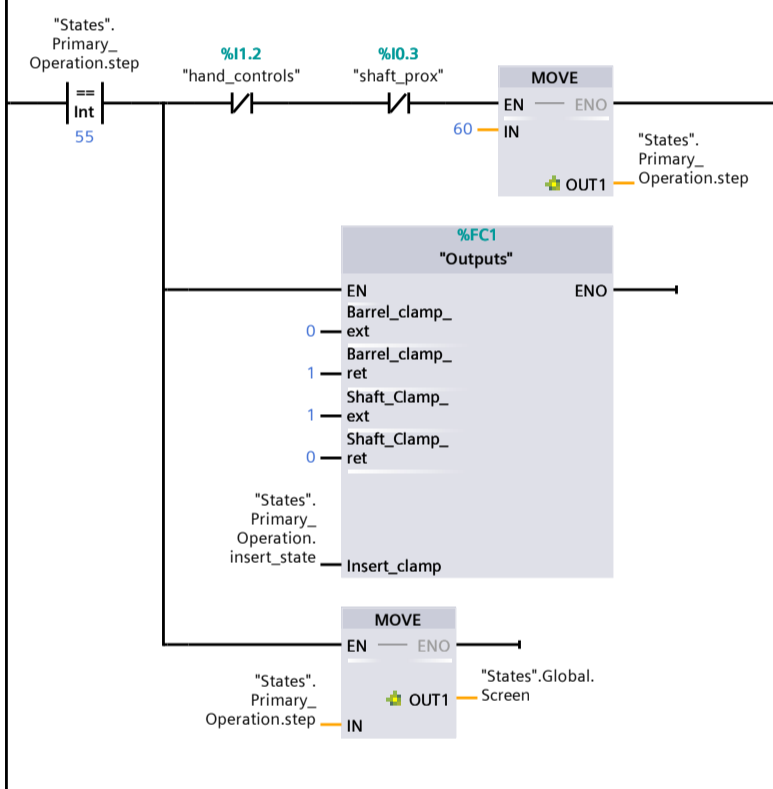 "States".
Primary_
Operation.step
==
Int
55
%I1.2
"hand_controls"
%I0.3
"shaft_prox"
MOVE
EN
ENO
60
IN
OUT1
"States".
Primary_
Operation.step
%FC1
"Outputs"
EN
ENO
Barrel_clamp_
0
ext
Barrel_clamp_
1
ret
Shaft_Clamp_
1
ext
Shaft_Clamp_
0
ret
"States".
Primary_
Operation.
insert_state
Insert_clamp
MOVE
EN
ENO
"States".
Primary_
Operation.step
IN
OUT1
"States".Global.
Screen